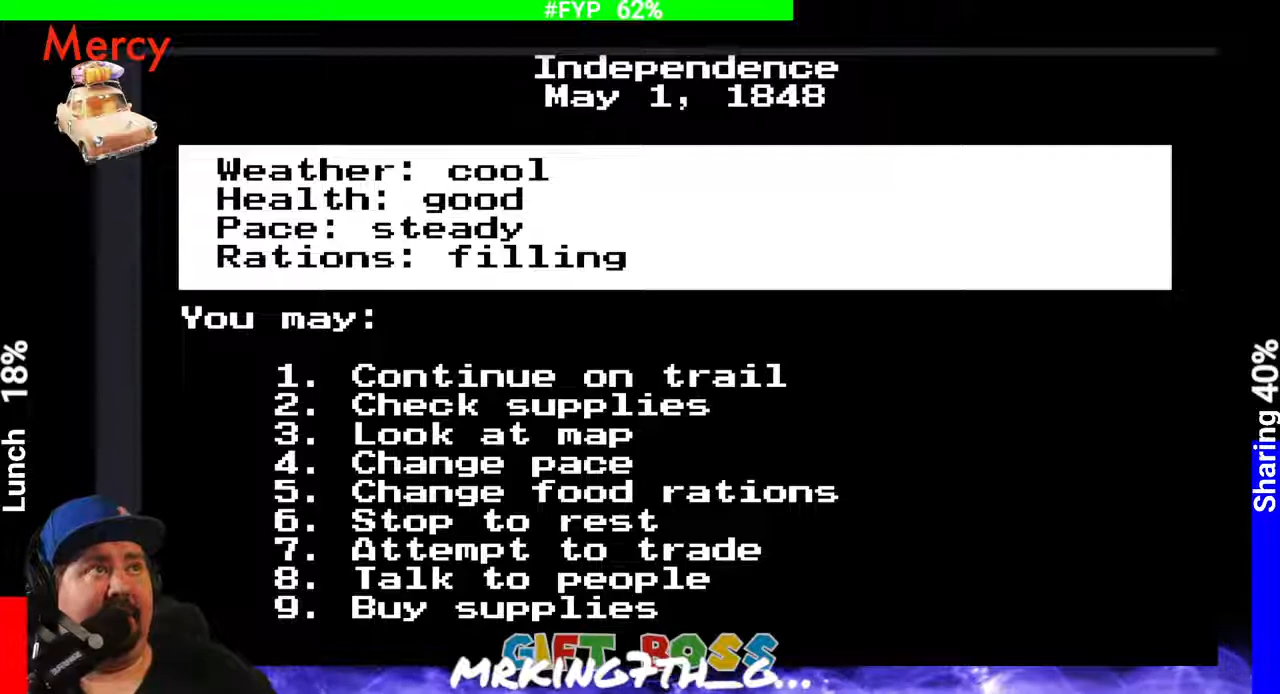 #FYP 62%
Mercy
Independence
May 1, 1848
Weather: cool
Health: good
Pace: steady
Rations: filling
You may:
1. Continue on trail
2. Check supplies
3. Look at map
4. Change pace
5. Change food rations
6. Stop to rest
7. Attempt to trade
8. Talk to people
9. Buy supplies
Lunch 18%
Sharing 40%
GIFT BOSS
MRKING7TH_G...